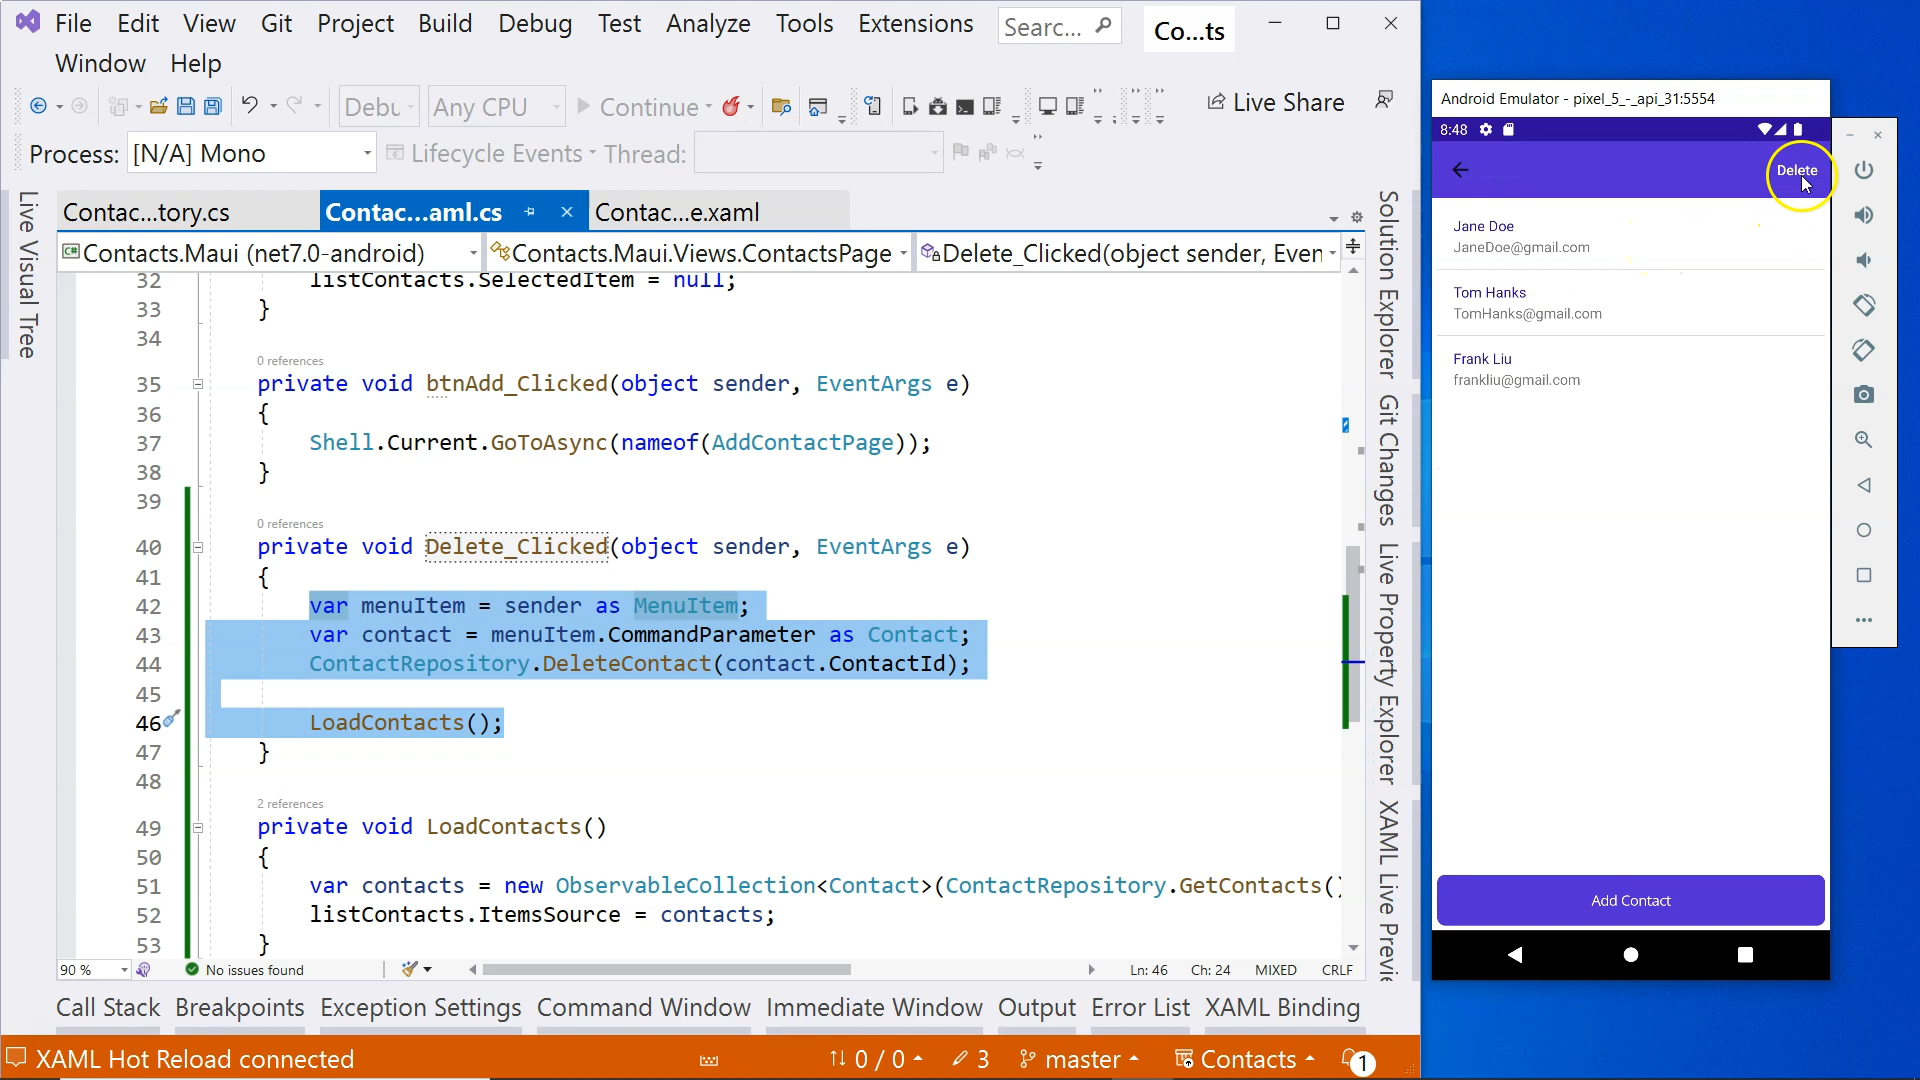 File Edit View Git Project Build Debug Test Tools Analyze Extensions Searc... Co...ts
Window Help
Debu Any CPU Continue Live Share
Process: [N/A] Mono Lifecycle Events Thread:
Live Visual Tree
Contac...tory.cs Contac...aml.cs Contac...e.xaml
C# Contacts.Maui (net7.0-android) Contacts.Maui.Views.ContactsPage Delete_Clicked(object sender, Even
32 listContacts.SelectedItem = null;
33 }
34
0 references
35 private void btnAdd_Clicked(object sender, EventArgs e)
36 {
37 Shell.Current.GoToAsync(nameof(AddContactPage));
38 }
39
0 references
40 private void Delete_Clicked(object sender, EventArgs e)
41 {
42 var menuItem = sender as MenuItem;
43 var contact = menuItem.CommandParameter as Contact;
44 ContactRepository.DeleteContact(contact.ContactId);
45
46 LoadContacts();
47 }
48
2 references
49 private void LoadContacts()
50 {
51 var contacts = new ObservableCollection<Contact>(ContactRepository.GetContacts()
52 listContacts.ItemsSource = contacts;
53 }
90 % No issues found Ln: 46 Ch: 24 MIXED CRLF
Call Stack Breakpoints Exception Settings Command Window Immediate Window Output Error List XAML Binding
XAML Hot Reload connected 0 / 0 3 master Contacts 1
Solution Explorer
Git Changes
Live Property Explorer
XAML Live Previe
Android Emulator - pixel_5_-_api_31:5554
8:48
Delete
Jane Doe
JaneDoe@gmail.com
Tom Hanks
TomHanks@gmail.com
Frank Liu
frankliu@gmail.com
Add Contact